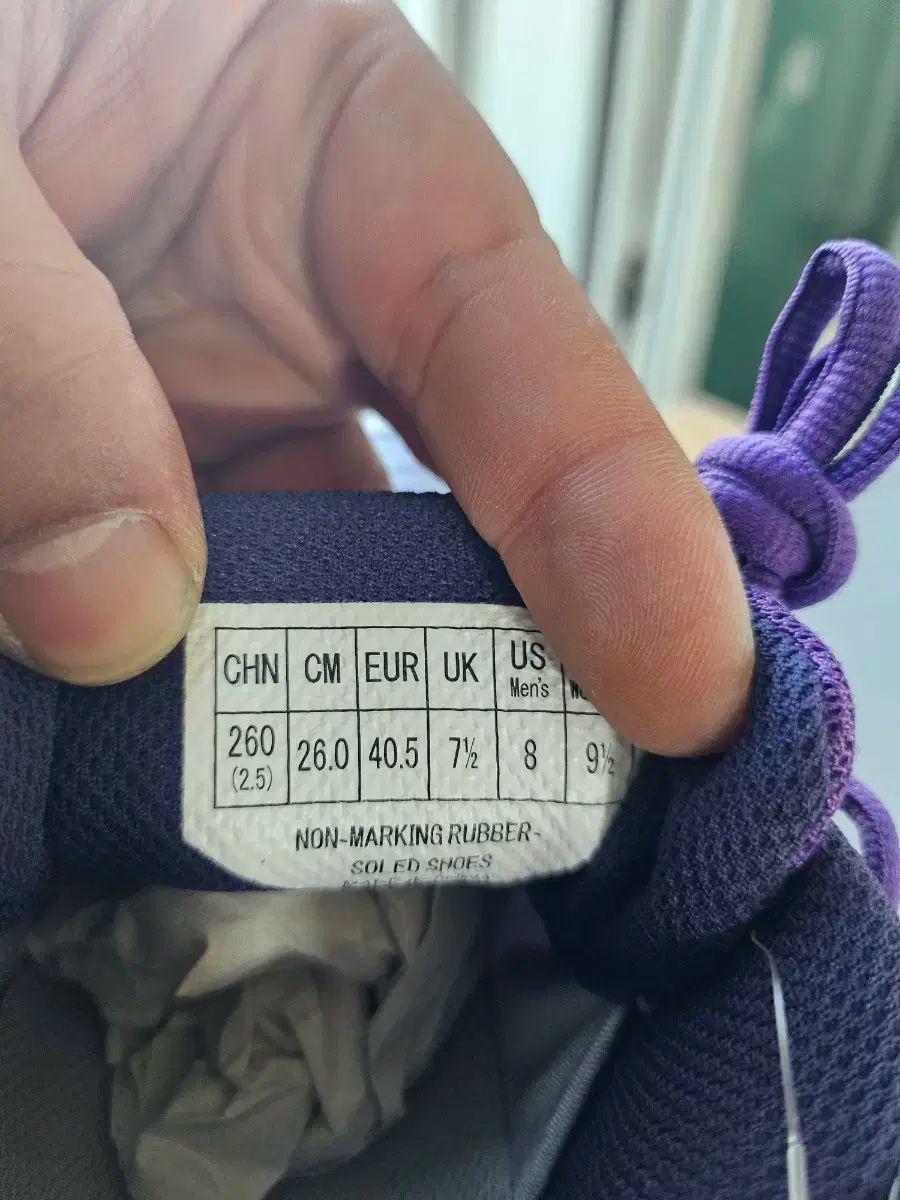 CHN CM EUR UK US
Men's
260 26.0 40.5 7½ 8 9½
(2.5)
NON-MARKING RUBBER-
SOLED SHOES